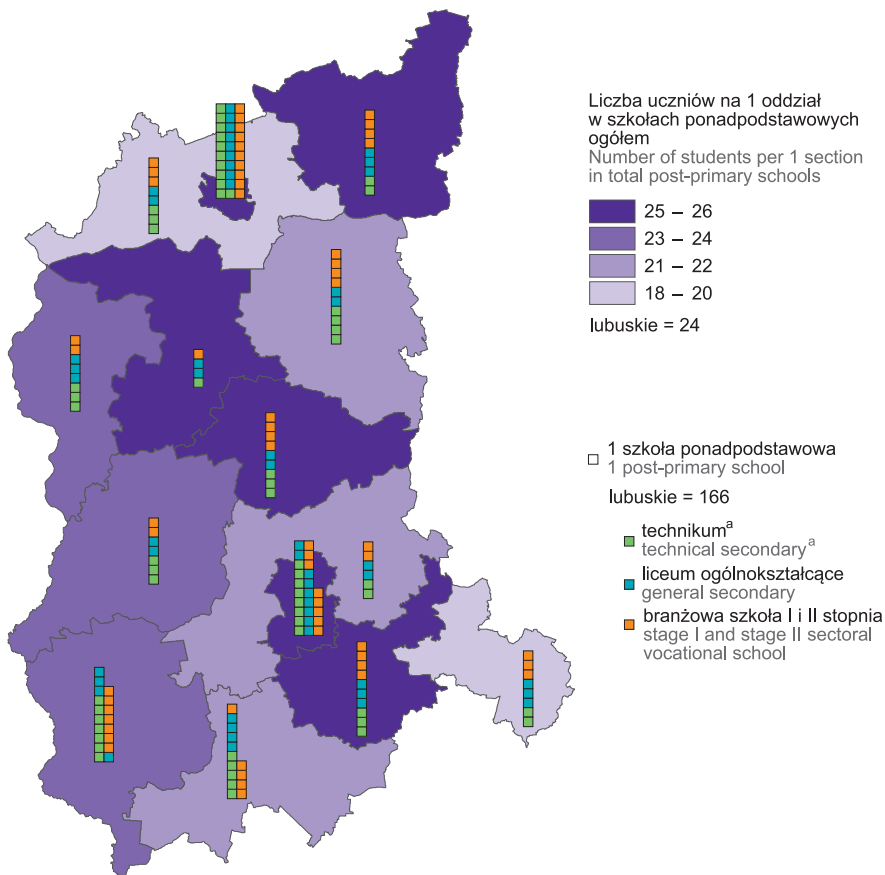 Liczba uczniów na 1 oddział
w szkołach ponadpodstawowych
ogółem
Number of students per 1 section
in total post-primary schools
25 – 26
23 – 24
21 – 22
18 – 20
lubuskie = 24
1 szkoła ponadpodstawowa
1 post-primary school
lubuskie = 166
technikumᵃ
technical secondaryᵃ
liceum ogólnokształcące
general secondary
branżowa szkoła I i II stopnia
stage I and stage II sectoral
vocational school